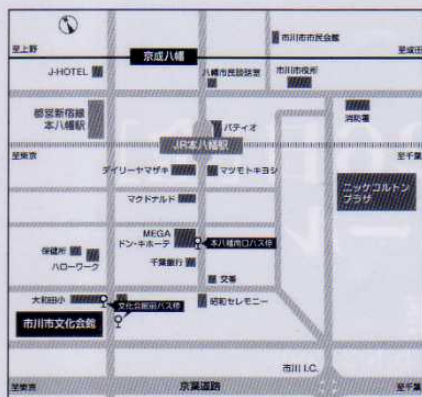 市川市市民会館
至上野
京成八幡
至成田
J-HOTEL
八幡市民談話室
市川市役所
都営新宿線
本八幡駅
パティオ
消防署
JR本八幡駅
至東京
至千葉
デイリーヤマザキ
マツモトキヨシ
マクドナルド
ニッケコルトン
プラザ
MEGA
ドン・キホーテ
本八幡南口バス停
保健所
ハローワーク
千葉銀行
交番
大和田小
文化会館前バス停
昭和セレモニー
市川市文化会館
市川 I.C.
至東京
京葉道路
至千葉